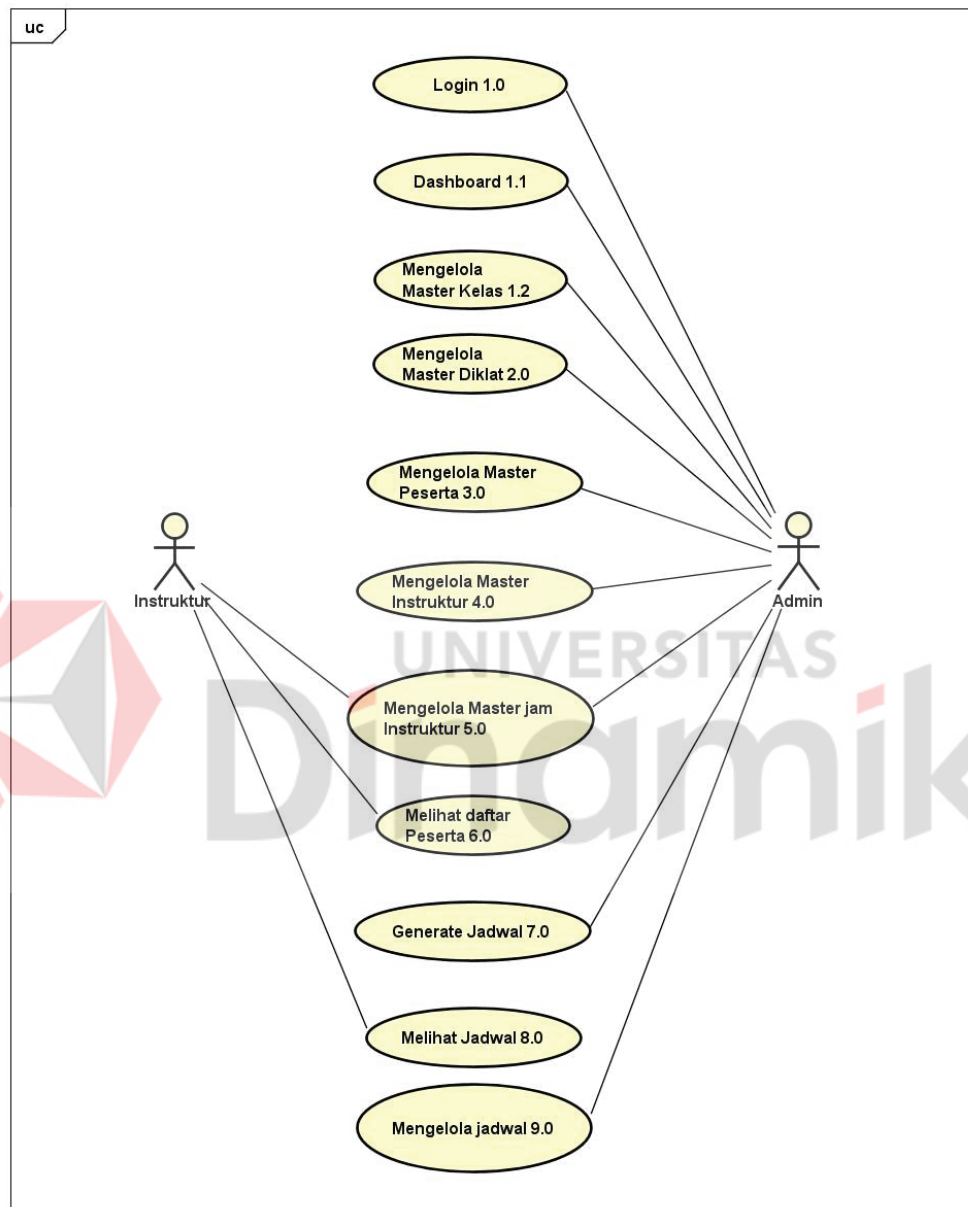 uc
Login 1.0
Dashboard 1.1
Mengelola
Master Kelas 1.2
Mengelola
Master Diklat 2.0
Mengelola Master
Peserta 3.0
Instruktur
Mengelola Master
Instruktur 4.0
Admin
UNIVERSITAS
Dinamik
Mengelola Master jam
Instruktur 5.0
Melihat daftar
Peserta 6.0
Generate Jadwal 7.0
Melihat Jadwal 8.0
Mengelola jadwal 9.0